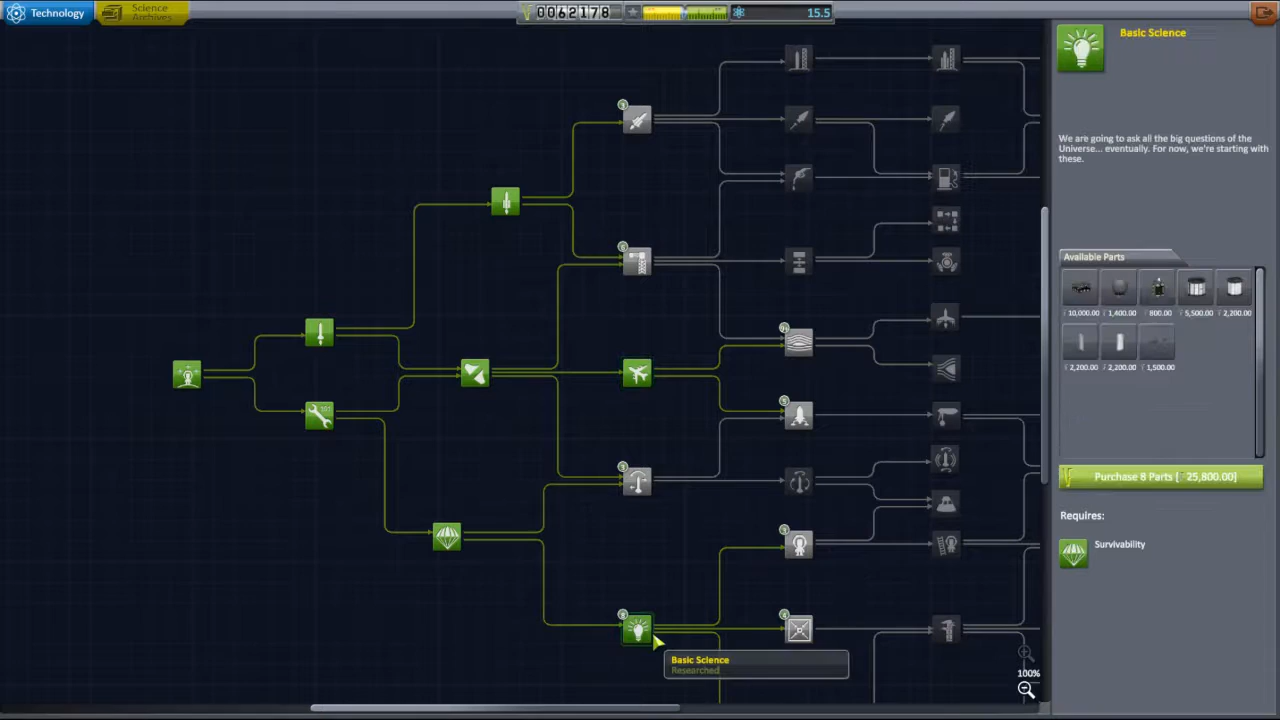 Technology
Science
Archives
0062178
15.5
Basic Science
We are going to ask all the big questions of the
Universe... eventually. For now, we're starting with
these.
Available Parts
10,000.00 1,400.00 800.00 5,500.00 2,200.00
2,200.00 2,200.00 1,500.00
Purchase 8 Parts [ 25,800.00]
Requires:
Survivability
Basic Science
Researched
100%